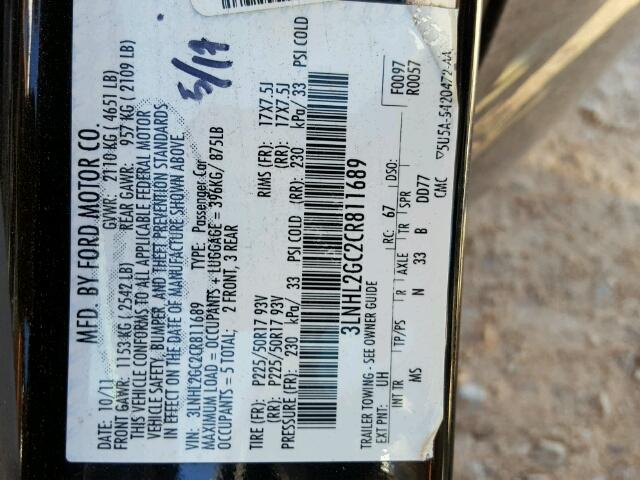 MFD. BY FORD MOTOR CO.
DATE: 10/11 GVWR: 2110 KG ( 4651 LB)
FRONT GAWR: 1153 KG (2542 LB) REAR GAWR: 957 KG ( 2109 LB)
THIS VEHICLE CONFORMS TO ALL APPLICABLE FEDERAL MOTOR
VEHICLE SAFETY, BUMPER, AND THEFT PREVENTION STANDARDS
IN EFFECT ON THE DATE OF MANUFACTURE SHOWN ABOVE.
VIN: 3LNHL2GC2CR811689 TYPE: Passenger Car
MAXIMUM LOAD = OCCUPANTS + LUGGAGE = 396KG/ 875LB
OCCUPANTS = 5 TOTAL; 2 FRONT, 3 REAR
TIRE (FR): P225/50R17 93V RIMS (FR): 17X7.5J
(RR): P225/50R17 93V (RR): 17X7.5J
PRESSURE (FR): 230 kPa/ 33 PSI COLD (RR): 230 kPa/ 33 PSI COLD
3LNHL2GC2CR811689
TRAILER TOWING - SEE OWNER GUIDE
EXT PNT: UH RC: 67 DSO: F0097
R0057
INT TR TP/PS R AXLE TR SPR
MS N 33 B DD77
CMC 5U5A-5420472-AA